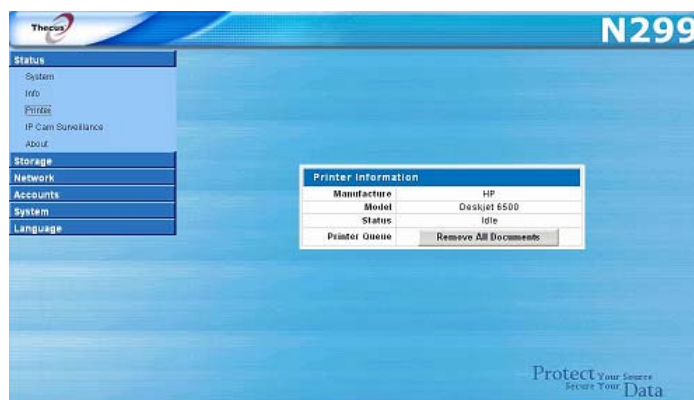 Thecus
N299
Status
System
Info
Printer
IP Cam Surveillance
About
Storage
Network
Accounts
System
Language
Printer Information
Manufacture HP
Model Deskjet 6500
Status Idle
Printer Queue Remove All Documents
Protect Your Source
Secure Your Data